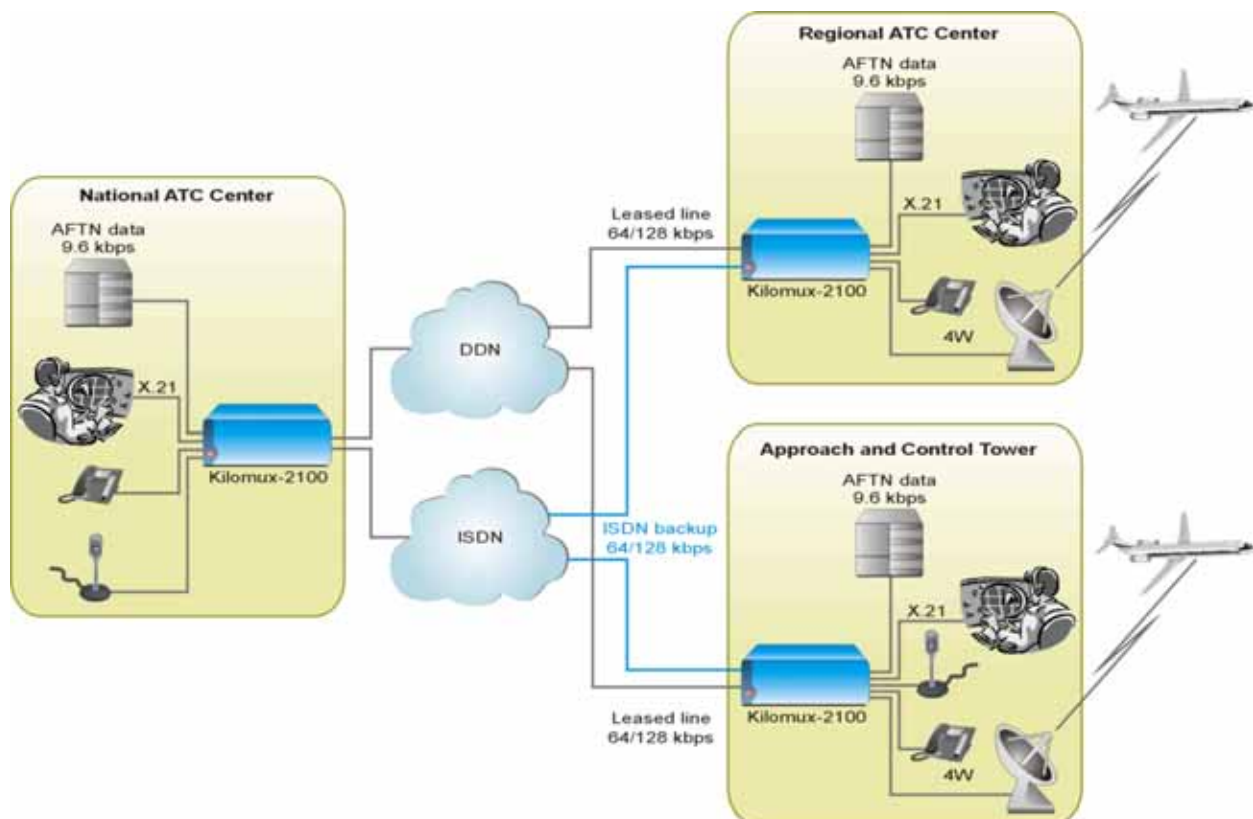 National ATC Center
AFTN data
9.6 kbps
X.21
Kilomux-2100
DDN
ISDN
Leased line
64/128 kbps
ISDN backup
64/128 kbps
Leased line
64/128 kbps
Regional ATC Center
AFTN data
9.6 kbps
X.21
Kilomux-2100
4W
Approach and Control Tower
AFTN data
9.6 kbps
X.21
Kilomux-2100
4W